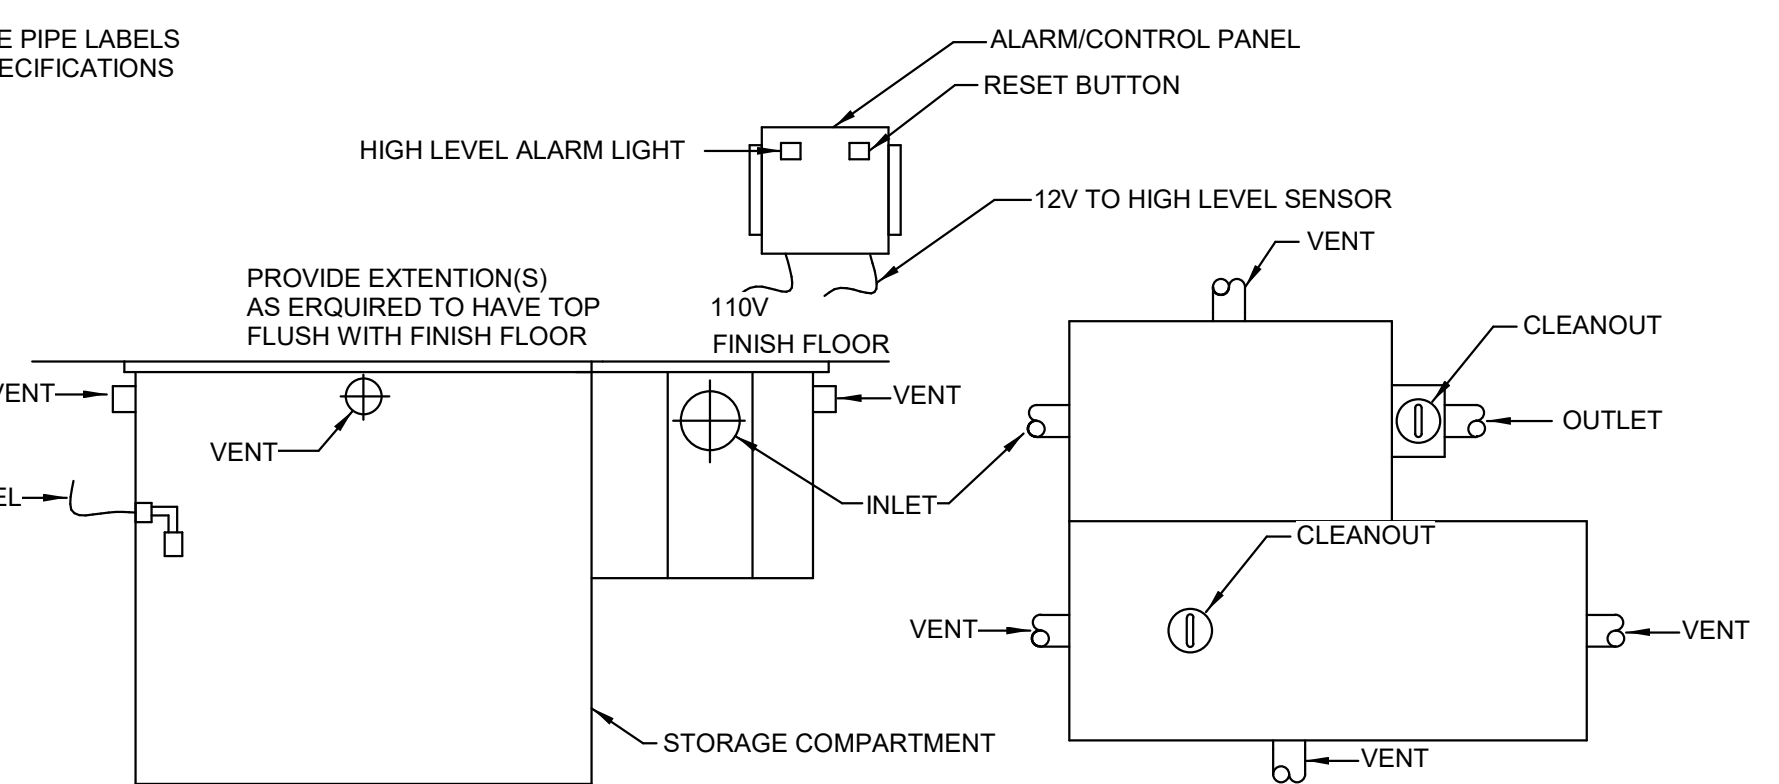 E PIPE LABELS
ECIFICATIONS
ALARM/CONTROL PANEL
RESET BUTTON
HIGH LEVEL ALARM LIGHT
12V TO HIGH LEVEL SENSOR
VENT
PROVIDE EXTENTION(S)
AS ERQUIRED TO HAVE TOP
FLUSH WITH FINISH FLOOR
110V
FINISH FLOOR
CLEANOUT
VENT
VENT
VENT
OUTLET
EL
INLET
CLEANOUT
VENT
VENT
STORAGE COMPARTMENT
VENT